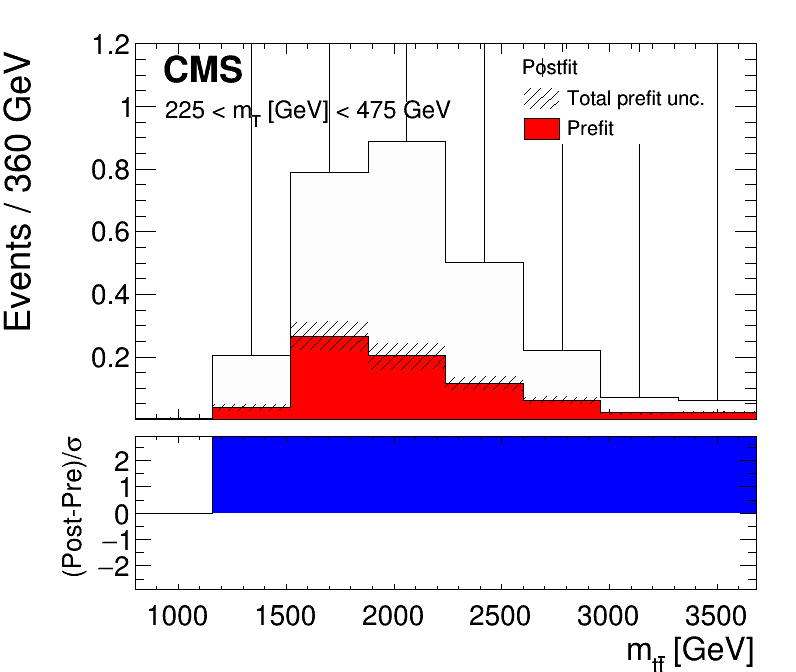 CMS
225 < m_T [GeV] < 475 GeV
Postfit
Total prefit unc.
Prefit
Events / 360 GeV
1.2
1
0.8
0.6
0.4
0.2
(Post-Pre)/σ
2
1
0
−1
−2
1000 1500 2000 2500 3000 3500
m_{tt̄} [GeV]